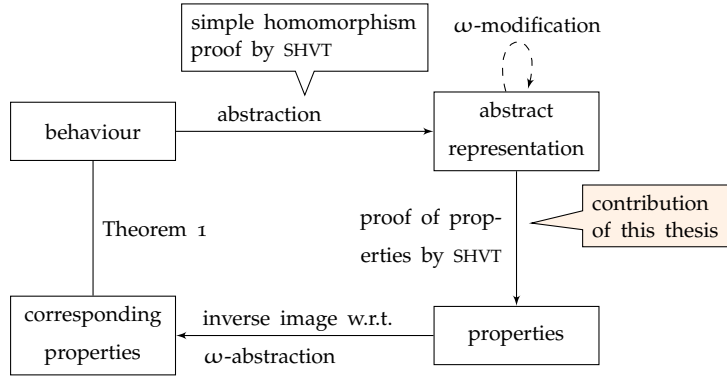 simple homomorphism
proof by SHVT
ω-modification
behaviour
abstraction
abstract
representation
Theorem 1
proof of prop-
erties by SHVT
contribution
of this thesis
corresponding
properties
inverse image w.r.t.
ω-abstraction
properties